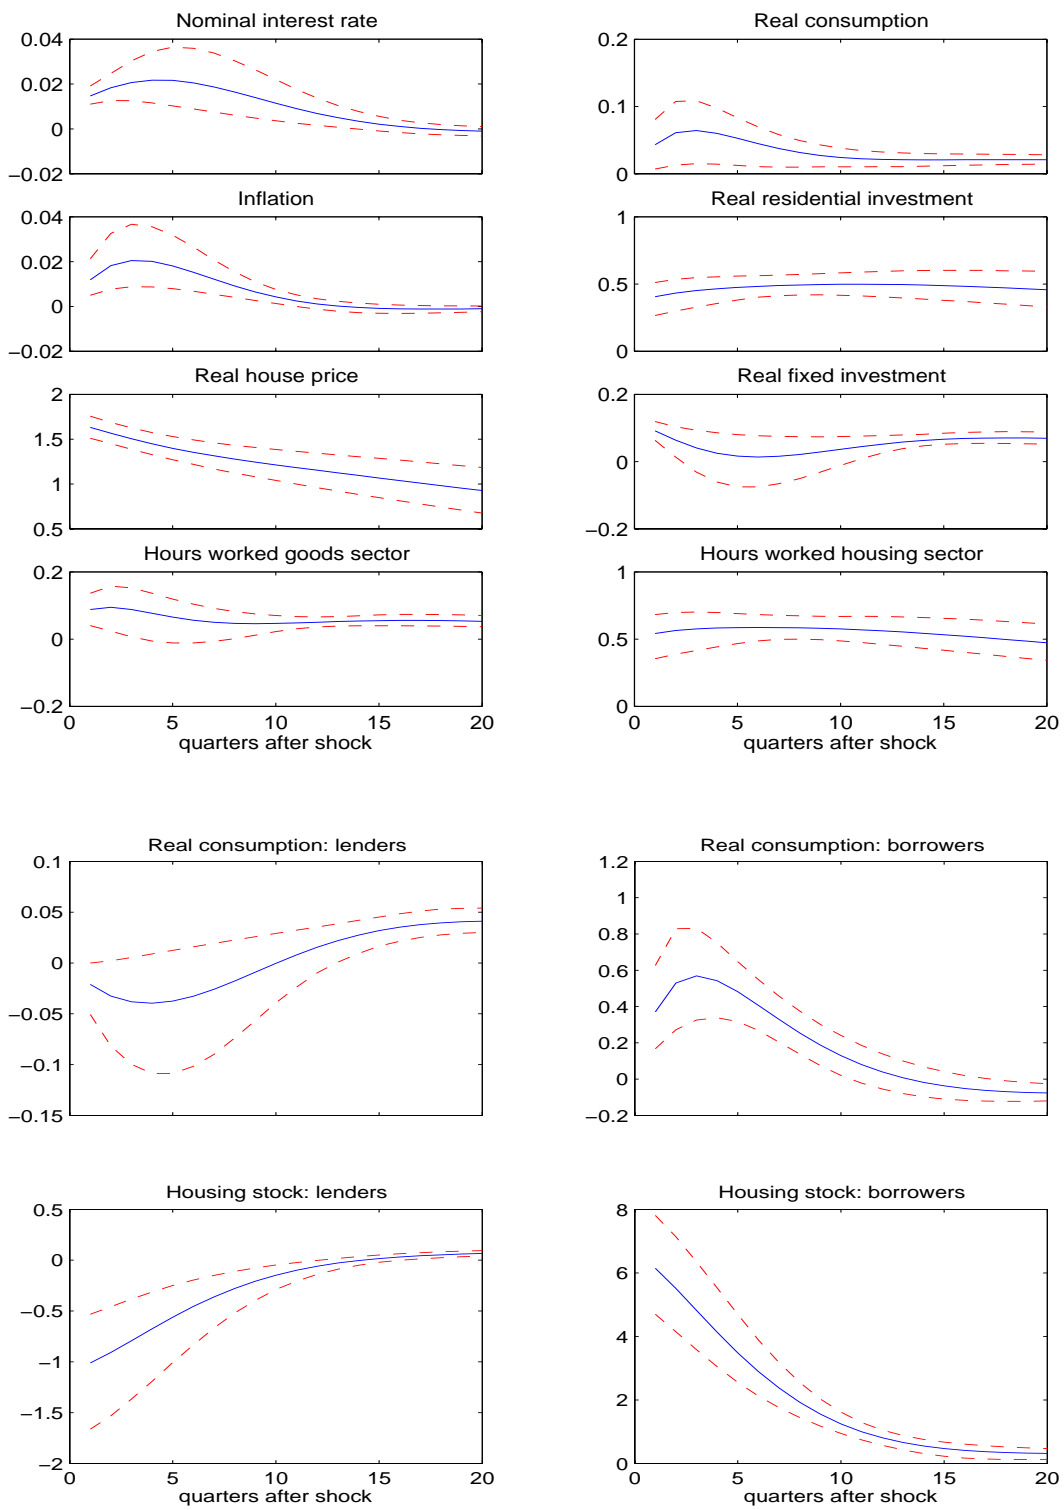 Nominal interest rate
0.04
0.02
0
−0.02
Real consumption
0.2
0.1
0
Inflation
0.04
0.02
0
−0.02
Real residential investment
1
0.5
0
Real house price
2
1.5
1
0.5
Real fixed investment
0.2
0
−0.2
Hours worked goods sector
0.2
0
−0.2
0 5 10 15 20
quarters after shock
Hours worked housing sector
1
0.5
0
0 5 10 15 20
quarters after shock
Real consumption: lenders
0.1
0.05
0
−0.05
−0.1
−0.15
Real consumption: borrowers
1.2
1
0.8
0.6
0.4
0.2
0
−0.2
Housing stock: lenders
0.5
0
−0.5
−1
−1.5
−2
0 5 10 15 20
quarters after shock
Housing stock: borrowers
8
6
4
2
0
0 5 10 15 20
quarters after shock